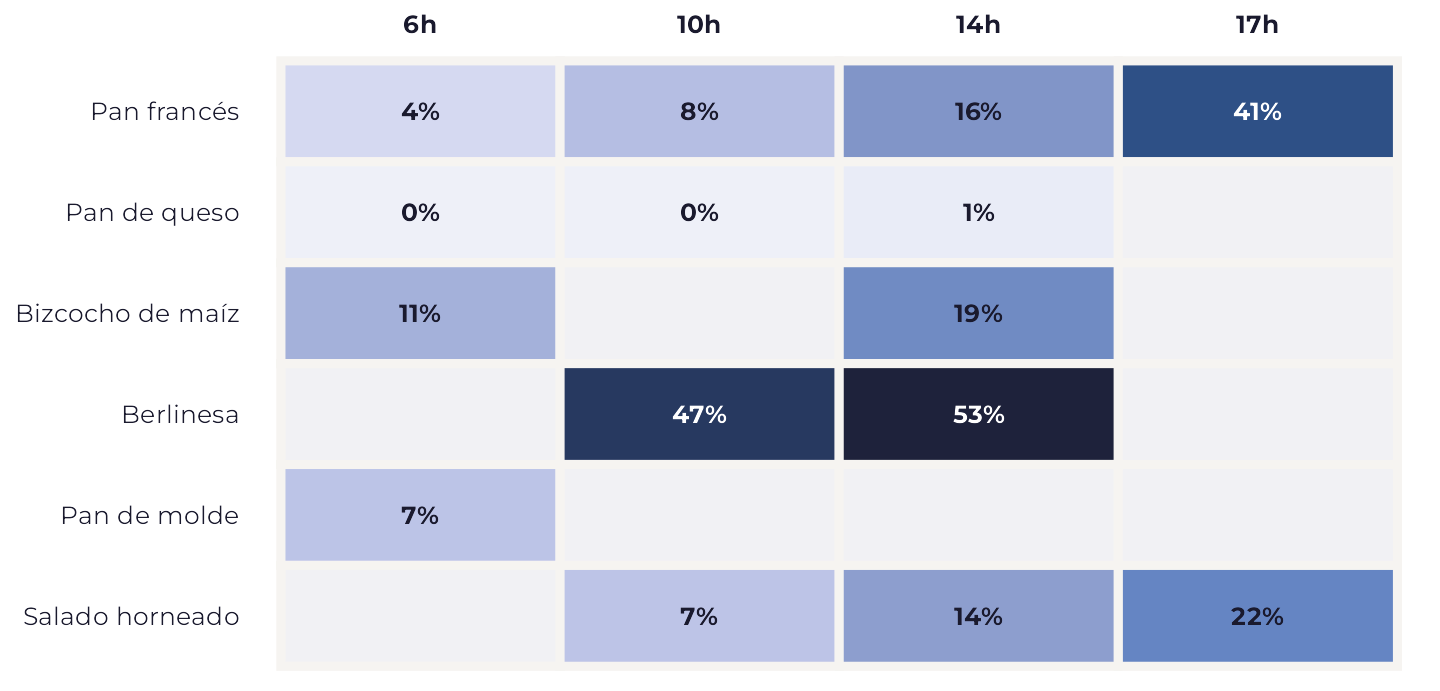 6h 10h 14h 17h
Pan francés 4% 8% 16% 41%
Pan de queso 0% 0% 1%
Bizcocho de maíz 11% 19%
Berlinesa 47% 53%
Pan de molde 7%
Salado horneado 7% 14% 22%